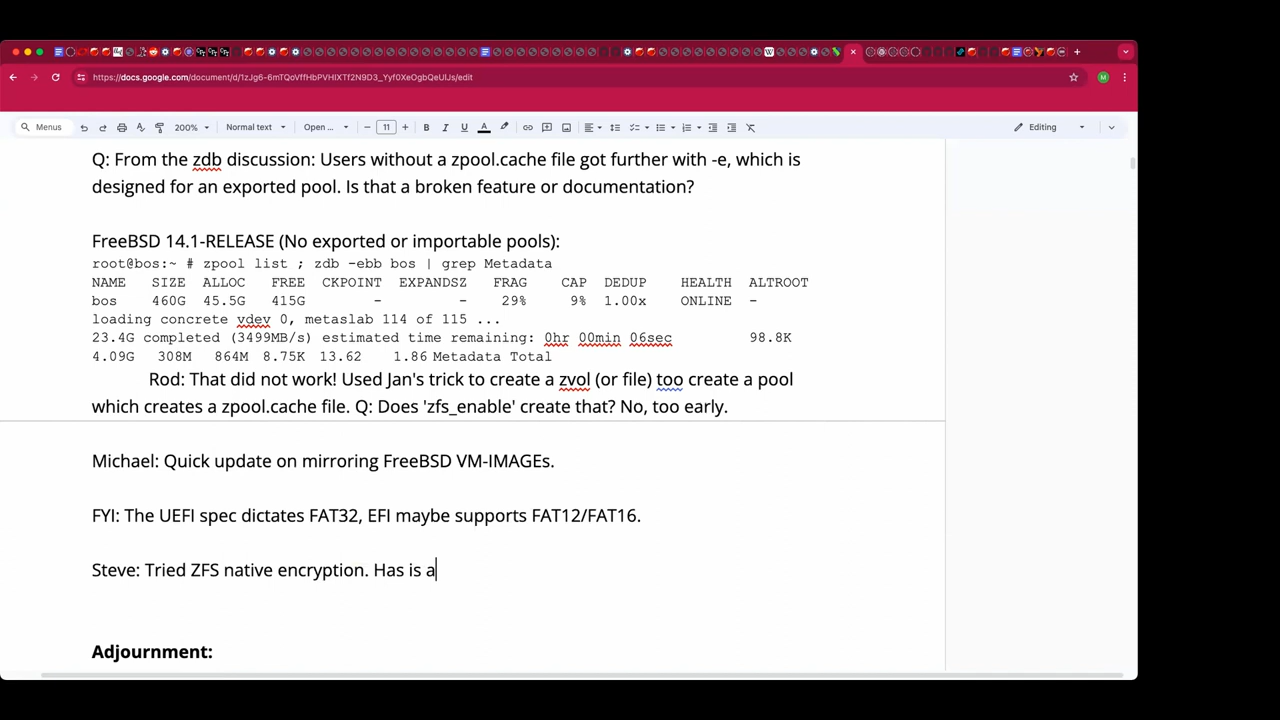 https://docs.google.com/document/d/1zJg6-6mTQoVffHbPVHIXTf2N9D3_Yyf0XeOgbQeUIJs/edit
M
Menus
200%
Normal text
Open ...
11
B I U A
Editing
Q: From the zdb discussion: Users without a zpool.cache file got further with -e, which is
designed for an exported pool. Is that a broken feature or documentation?
FreeBSD 14.1-RELEASE (No exported or importable pools):
root@bos:~ # zpool list ; zdb -ebb bos | grep Metadata
NAME SIZE ALLOC FREE CKPOINT EXPANDSZ FRAG CAP DEDUP HEALTH ALTROOT
bos 460G 45.5G 415G - - 29% 9% 1.00x ONLINE -
loading concrete vdev 0, metaslab 114 of 115 ...
23.4G completed (3499MB/s) estimated time remaining: 0hr 00min 06sec 98.8K
4.09G 308M 864M 8.75K 13.62 1.86 Metadata Total
Rod: That did not work! Used Jan's trick to create a zvol (or file) too create a pool
which creates a zpool.cache file. Q: Does 'zfs_enable' create that? No, too early.
Michael: Quick update on mirroring FreeBSD VM-IMAGEs.
FYI: The UEFI spec dictates FAT32, EFI maybe supports FAT12/FAT16.
Steve: Tried ZFS native encryption. Has is a
Adjournment: